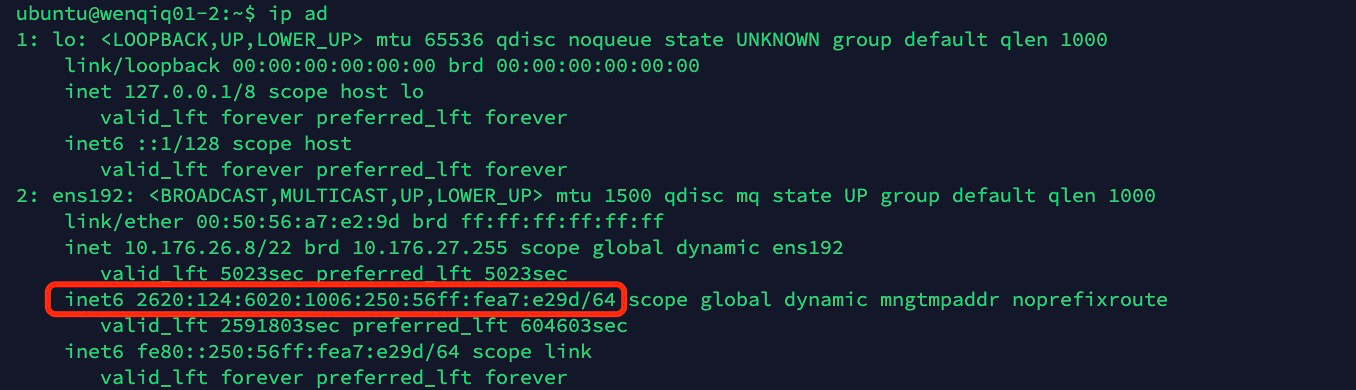 ubuntu@wenqiq01-2:~$ ip ad
1: lo: <LOOPBACK,UP,LOWER_UP> mtu 65536 qdisc noqueue state UNKNOWN group default qlen 1000
link/loopback 00:00:00:00:00:00 brd 00:00:00:00:00:00
inet 127.0.0.1/8 scope host lo
valid_lft forever preferred_lft forever
inet6 ::1/128 scope host
valid_lft forever preferred_lft forever
2: ens192: <BROADCAST,MULTICAST,UP,LOWER_UP> mtu 1500 qdisc mq state UP group default qlen 1000
link/ether 00:50:56:a7:e2:9d brd ff:ff:ff:ff:ff:ff
inet 10.176.26.8/22 brd 10.176.27.255 scope global dynamic ens192
valid_lft 5023sec preferred_lft 5023sec
inet6 2620:124:6020:1006:250:56ff:fea7:e29d/64 scope global dynamic mngtmpaddr noprefixroute
valid_lft 2591803sec preferred_lft 604603sec
inet6 fe80::250:56ff:fea7:e29d/64 scope link
valid_lft forever preferred_lft forever